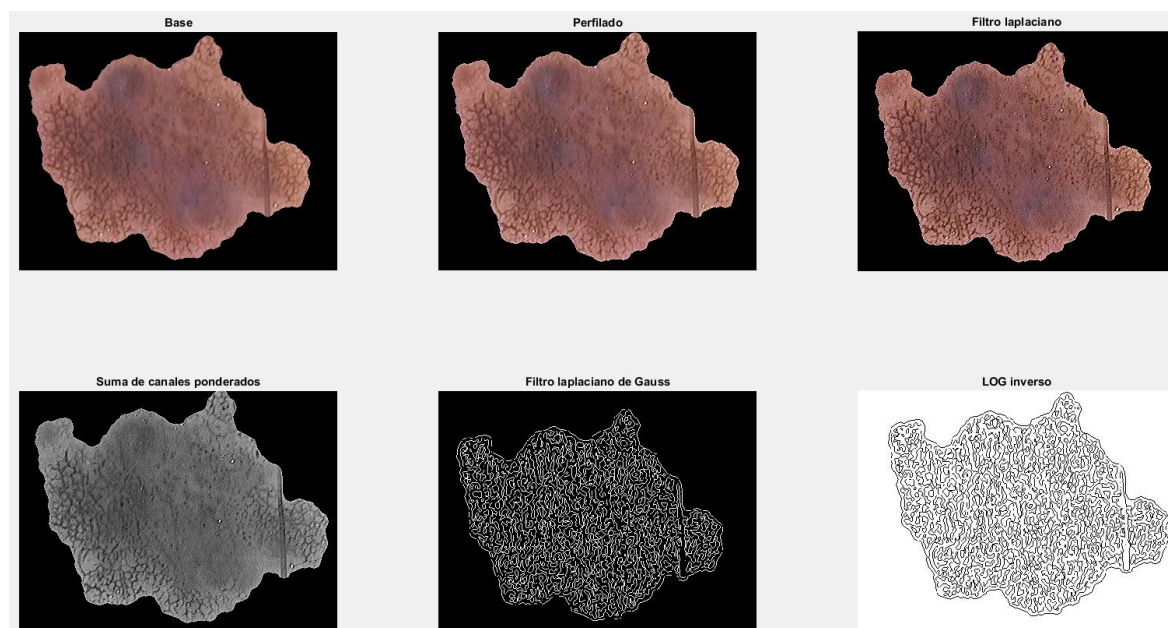 Base
Perfilado
Filtro laplaciano
Suma de canales ponderados
Filtro laplaciano de Gauss
LOG inverso